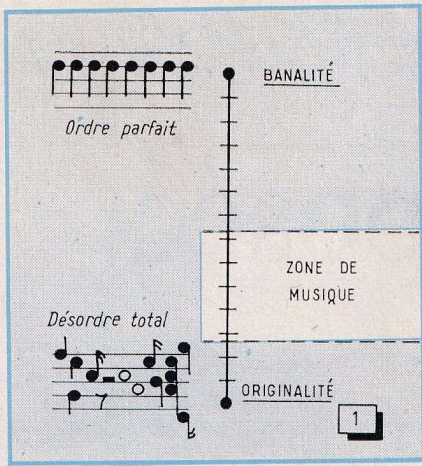 BANALITÉ
Ordre parfait
ZONE DE
MUSIQUE
Désordre total
ORIGINALITÉ
1